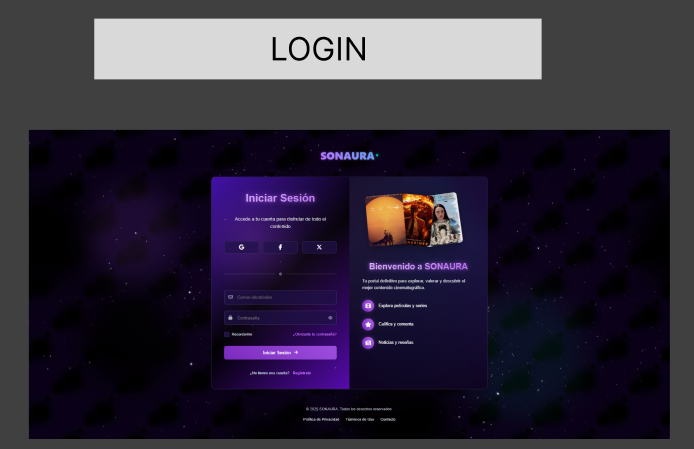 LOGIN
SONAURA
Iniciar Sesión
Accede a tu cuenta para disfrutar de todo el
contenido
G f X
o
Correo electrónico
Contraseña
Recordarme ¿Olvidaste tu contraseña?
Iniciar Sesión →
¿No tienes una cuenta? Regístrate
Bienvenido a SONAURA
Tu portal definitivo para explorar, valorar y descubrir el
mejor contenido cinematográfico.
Explora películas y series
Califica y comenta
Noticias y reseñas
© 2025 SONAURA. Todos los derechos reservados.
Política de Privacidad Términos de Uso Contacto